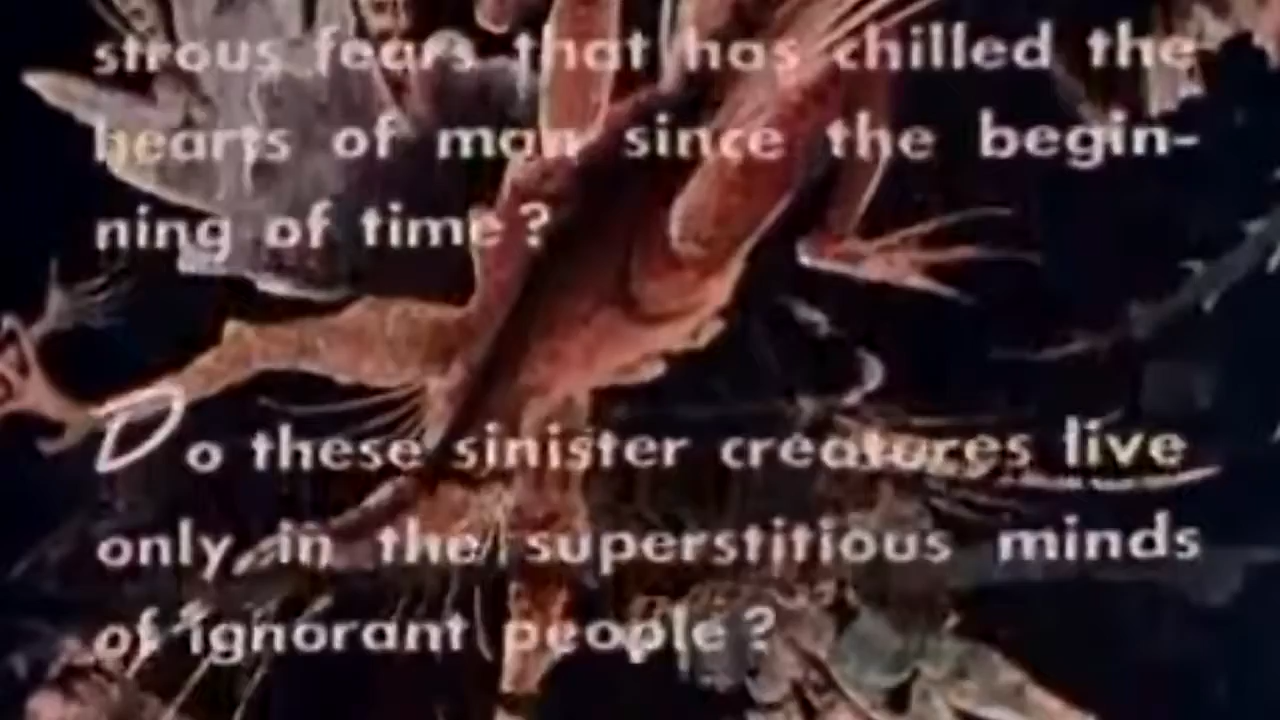 strous fears that has chilled the
hearts of man since the begin-
ning of time?
Do these sinister creatures live
only in the superstitious minds
of ignorant people?